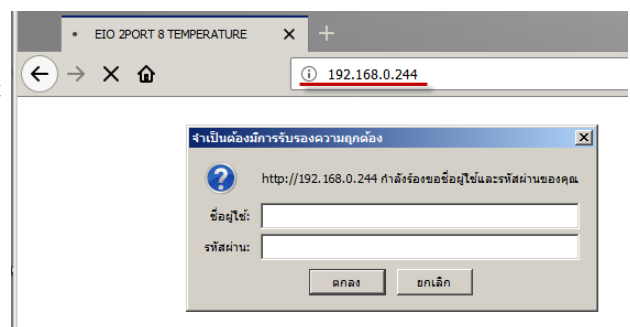 EIO 2PORT 8 TEMPERATURE
192.168.0.244
จำเป็นต้องมีการรับรองความถูกต้อง
http://192.168.0.244 กำลังร้องขอชื่อผู้ใช้และรหัสผ่านของคุณ
ชื่อผู้ใช้:
รหัสผ่าน:
ตกลง ยกเลิก